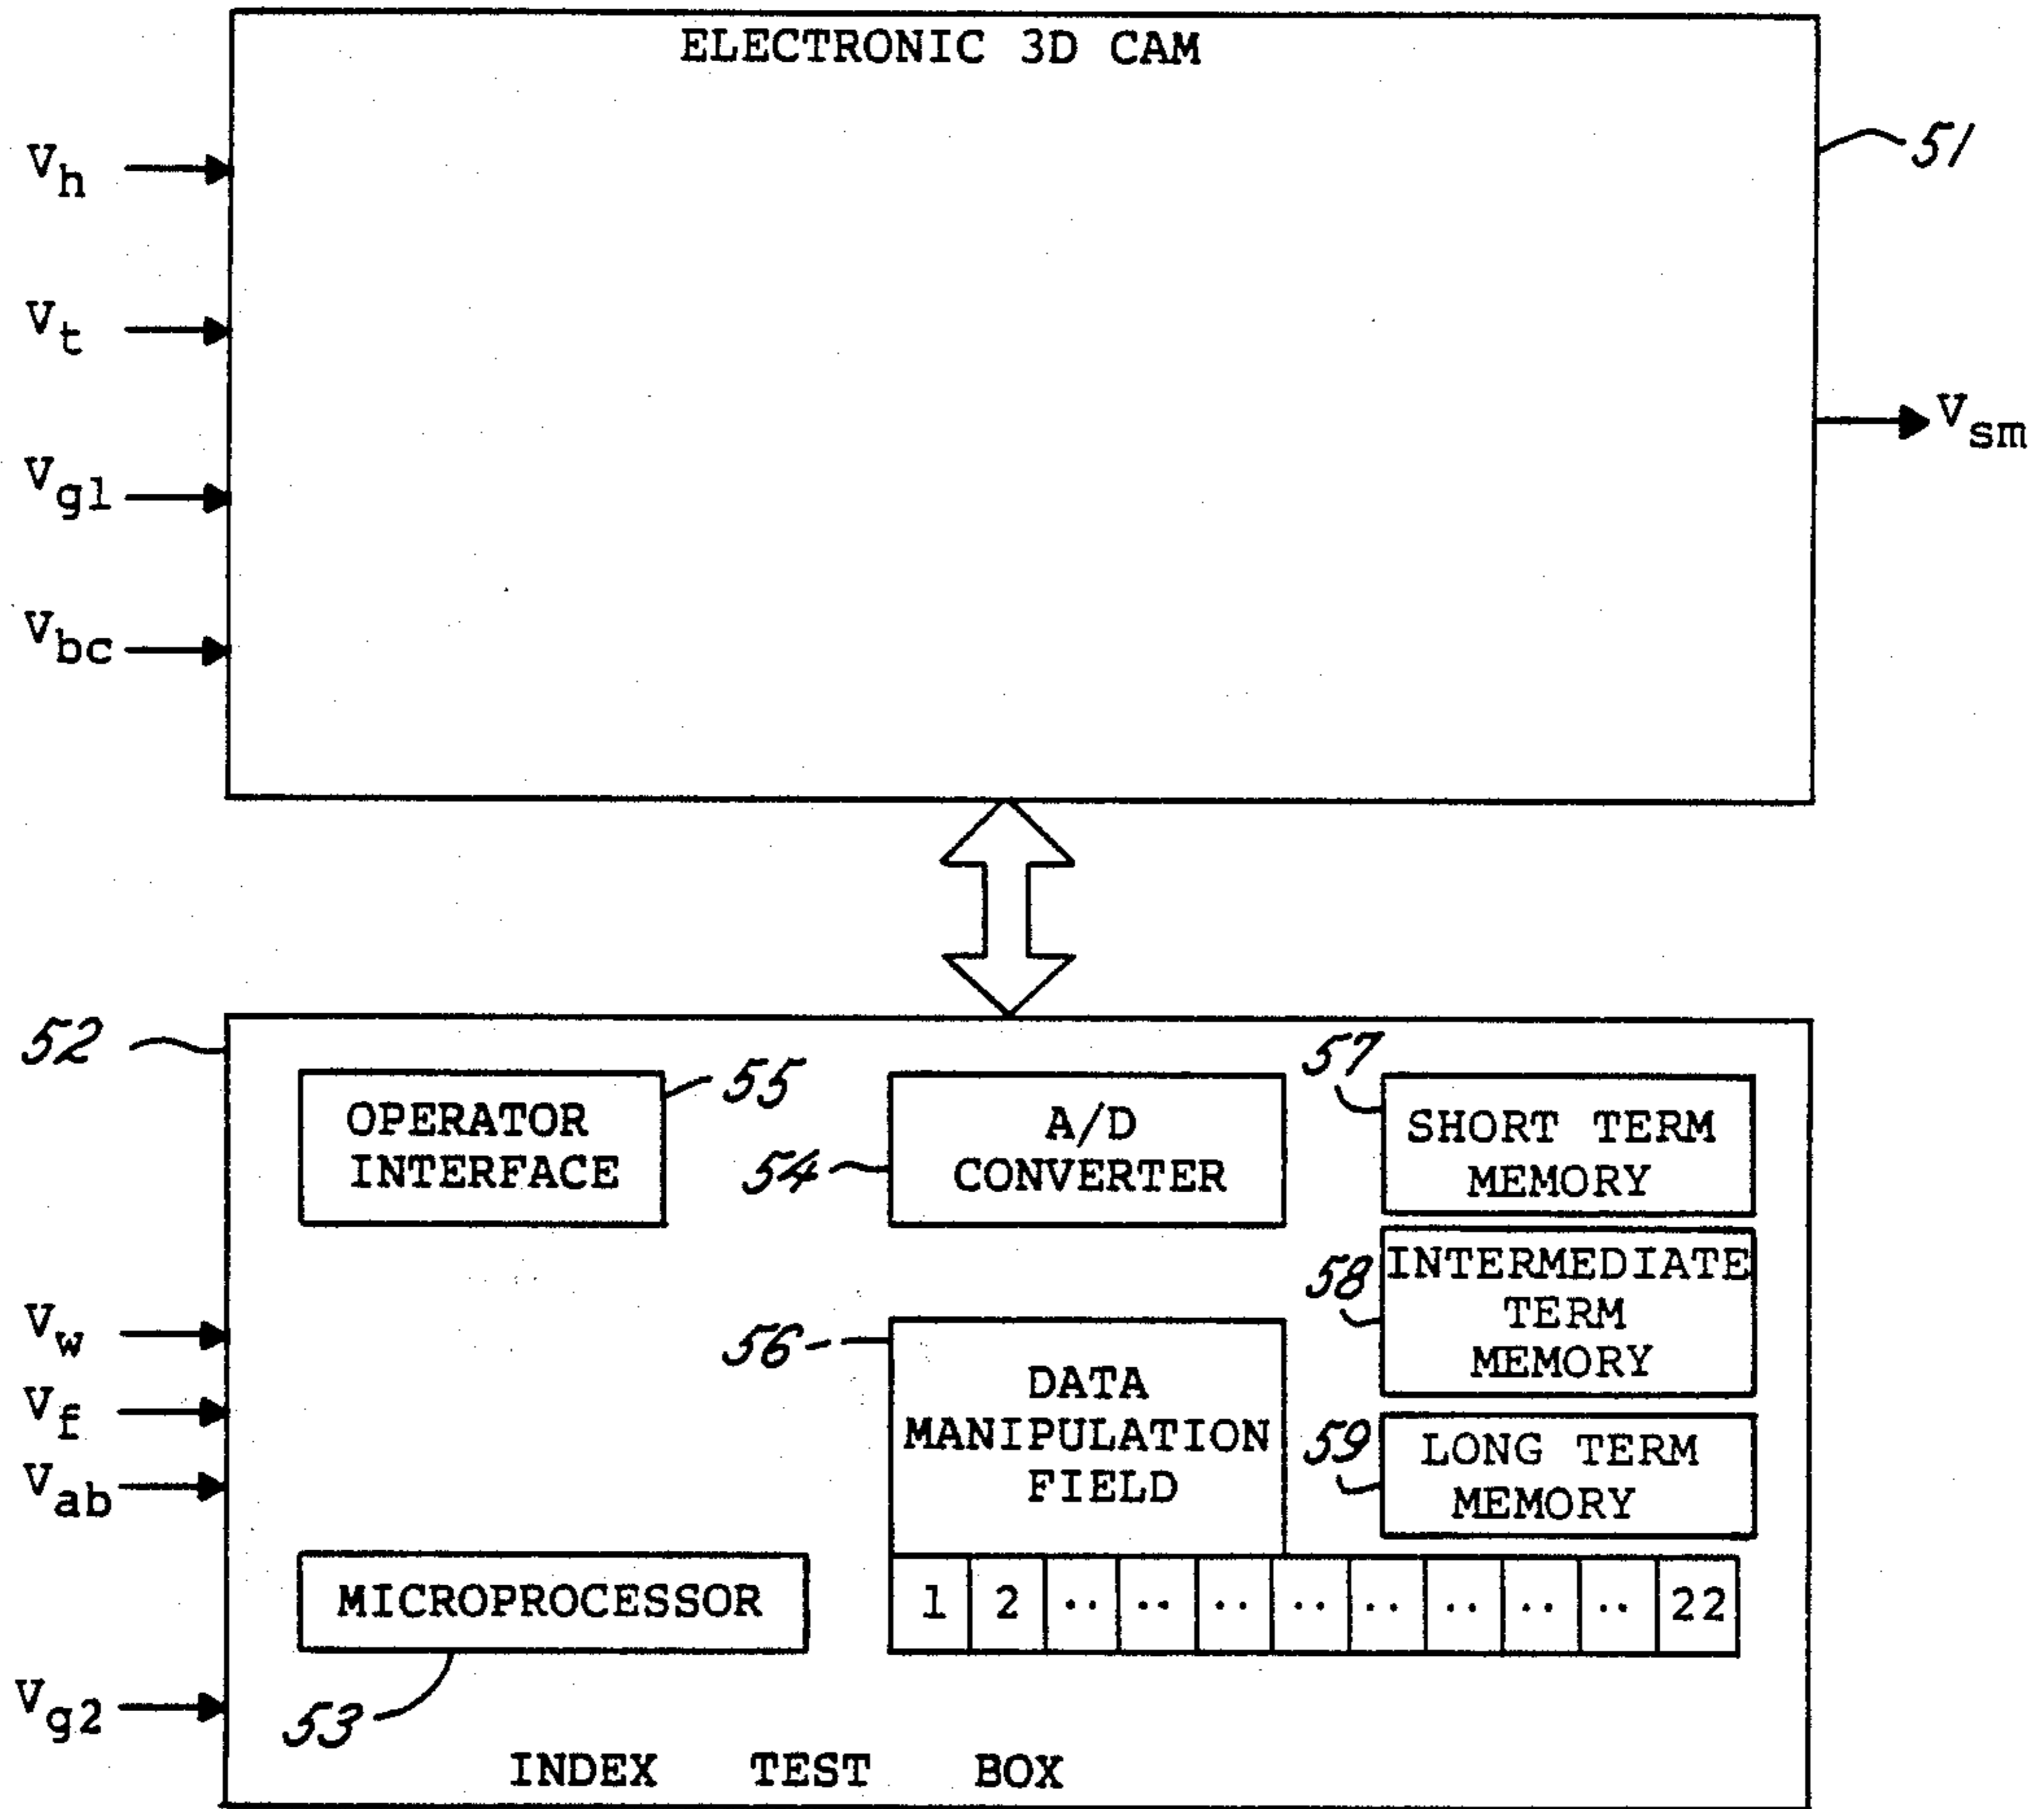 ELECTRONIC 3D CAM
Vh
51
Vt
Vsm
Vg1
Vbc
52
OPERATOR
INTERFACE
55
A/D
CONVERTER
54
57
SHORT TERM
MEMORY
58
INTERMEDIATE
TERM
MEMORY
Vw
56
DATA
MANIPULATION
FIELD
Vf
59
LONG TERM
MEMORY
Vab
MICROPROCESSOR
1 2 .. .. .. .. .. .. .. .. 22
Vg2
53
INDEX TEST BOX